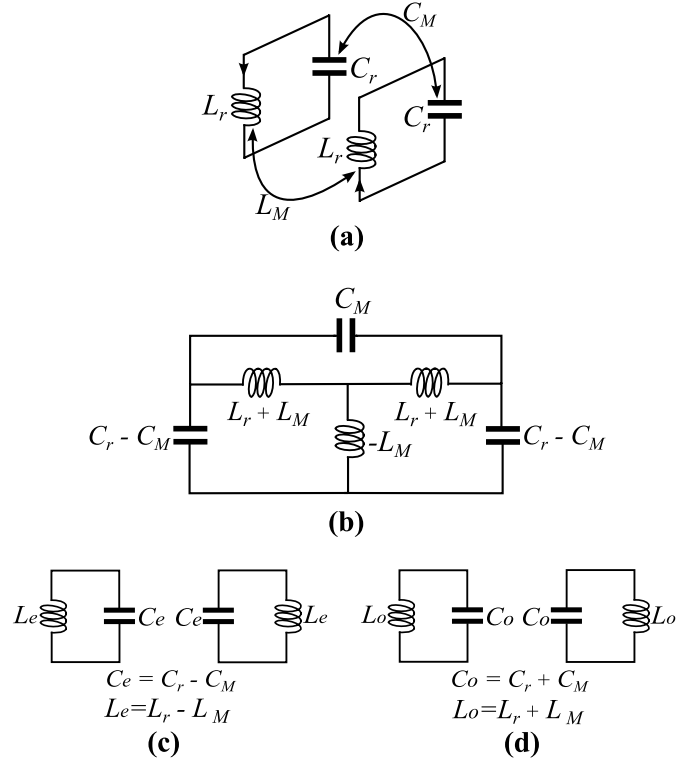 C_M
C_r
L_r
C_r
L_r
L_M
(a)
C_M
L_r + L_M
L_r + L_M
C_r - C_M
-L_M
C_r - C_M
(b)
Le
Ce
Ce
Le
Lo
Co
Co
Lo
Ce = C_r - C_M
Le=L_r - L_M
Co = C_r + C_M
Lo=L_r + L_M
(c)
(d)